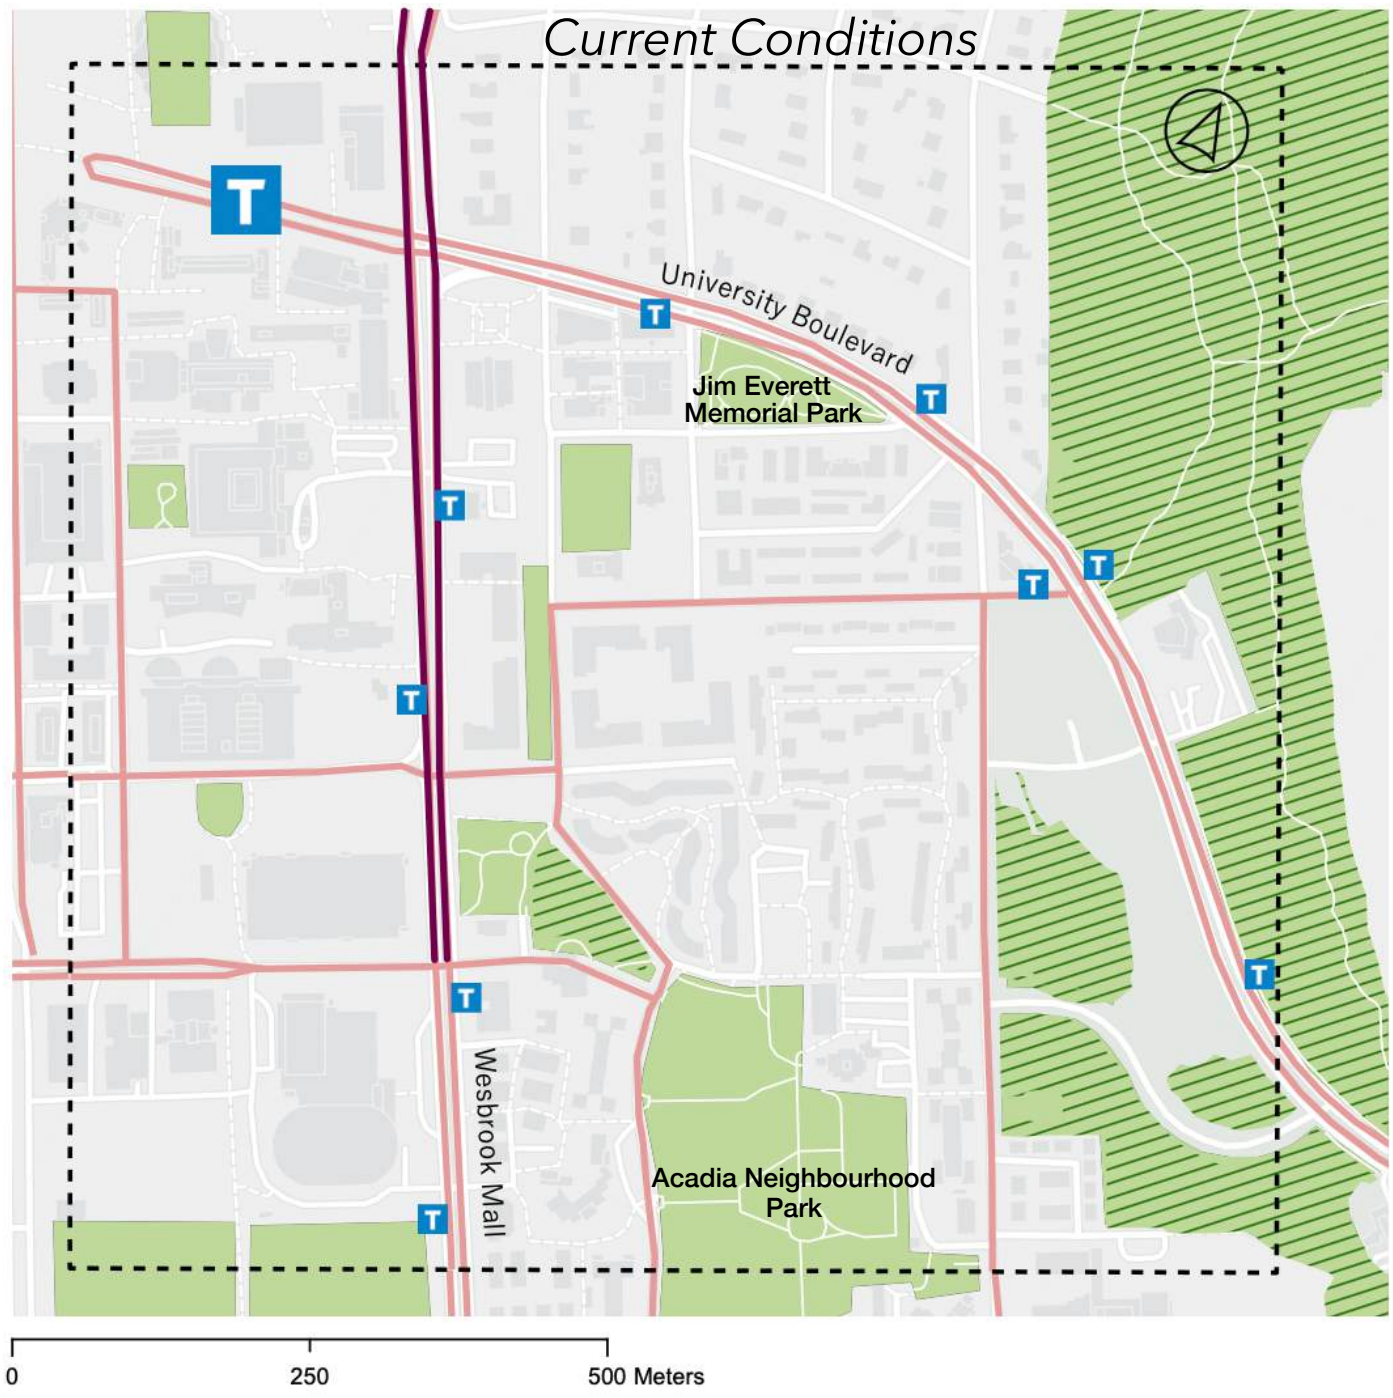 Current Conditions
T
University Boulevard
T
T
Jim Everett
Memorial Park
T
T
T
T
T
T
Wesbrook Mall
Acadia Neighbourhood
Park
T
0
250
500 Meters